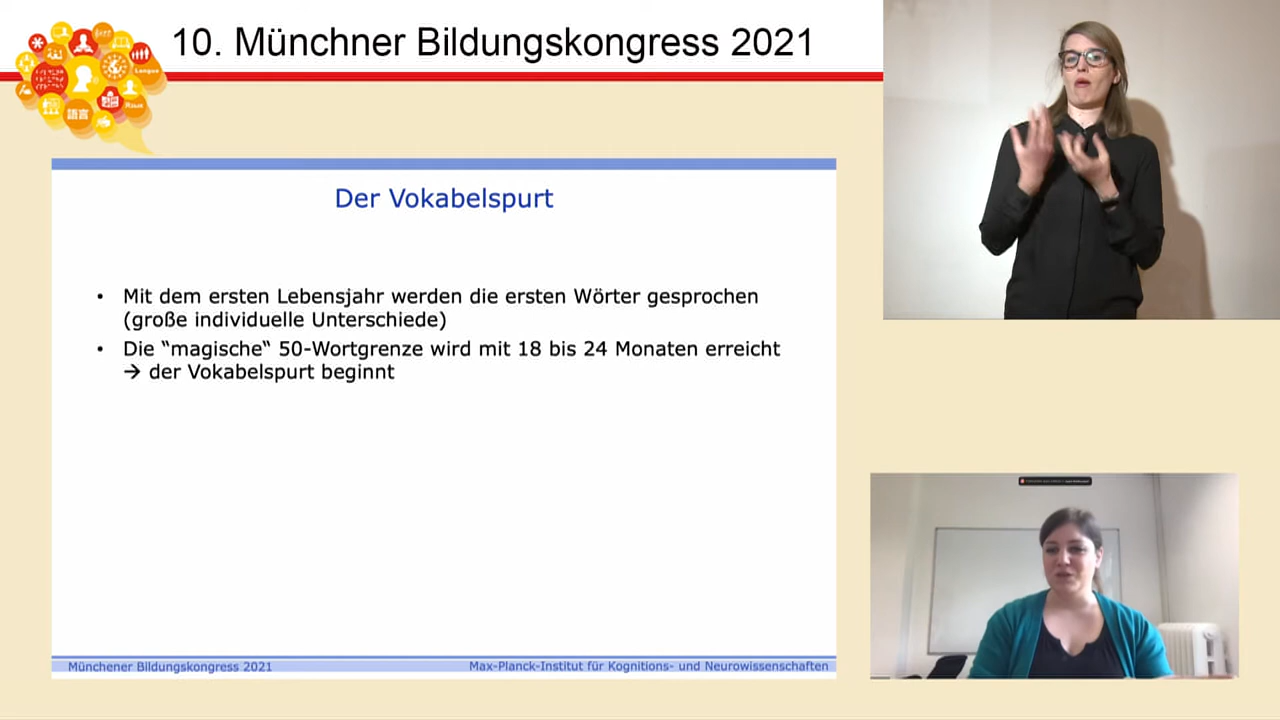 10. Münchner Bildungskongress 2021
語言
Der Vokabelspurt
• Mit dem ersten Lebensjahr werden die ersten Wörter gesprochen
(große individuelle Unterschiede)
• Die "magische" 50-Wortgrenze wird mit 18 bis 24 Monaten erreicht
→ der Vokabelspurt beginnt
Münchener Bildungskongress 2021
Max-Planck-Institut für Kognitions- und Neurowissenschaften